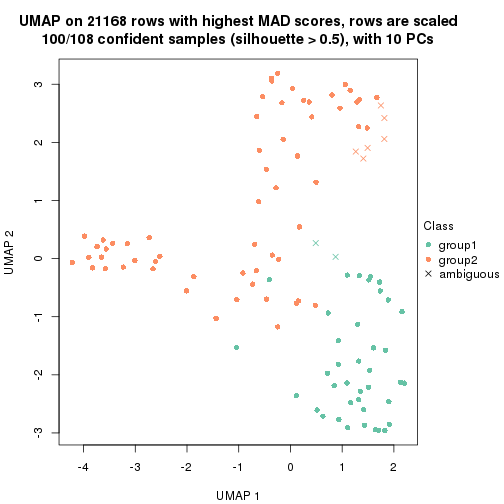 UMAP on 21168 rows with highest MAD scores, rows are scaled
100/108 confident samples (silhouette > 0.5), with 10 PCs
3
2
1
0
-1
-2
-3
UMAP 2
-4
-3
-2
-1
0
1
2
UMAP 1
Class
group1
group2
ambiguous